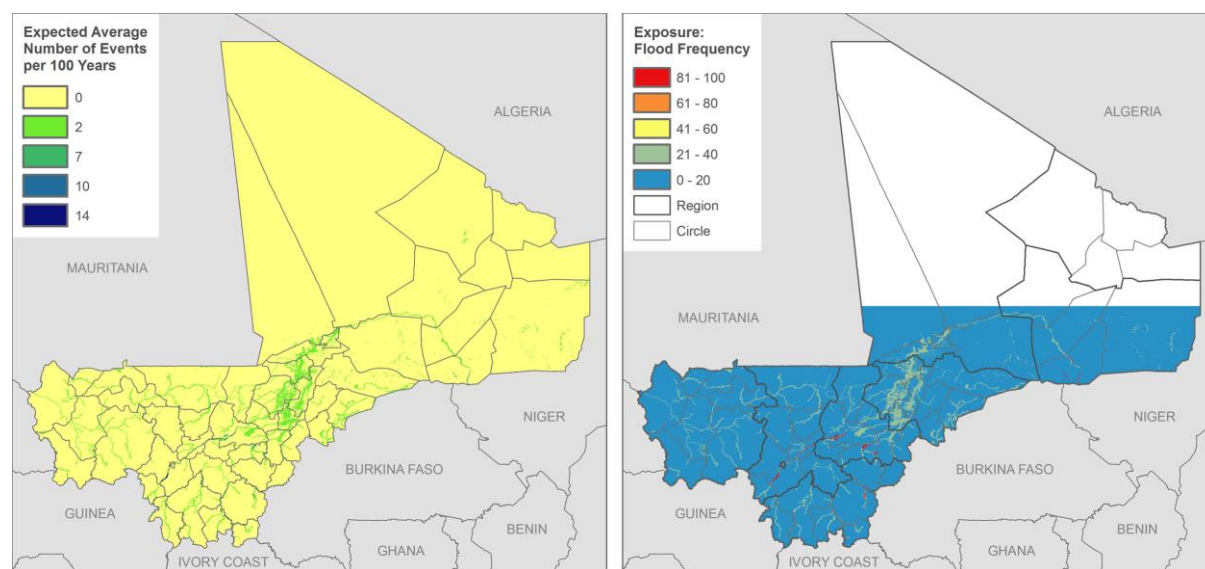 Expected Average
Number of Events
per 100 Years
0
2
7
10
14
ALGERIA
MAURITANIA
NIGER
BURKINA FASO
GUINEA
BENIN
GHANA
IVORY COAST
Exposure:
Flood Frequency
81 - 100
61 - 80
41 - 60
21 - 40
0 - 20
Region
Circle
ALGERIA
MAURITANIA
NIGER
BURKINA FASO
GUINEA
BENIN
GHANA
IVORY COAST